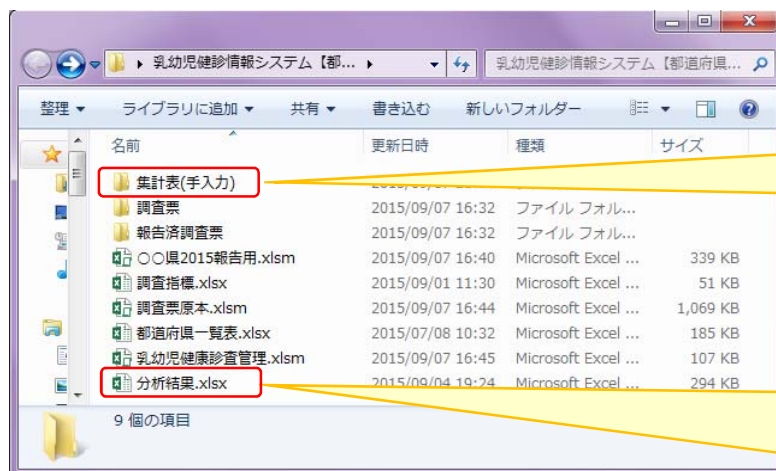 乳幼児健診情報システム【都... 乳幼児健診情報システム【都道府県...
整理 ライブラリに追加 共有 書き込む 新しいフォルダー
名前 更新日時 種類 サイズ
集計表(手入力)
調査票 2015/09/07 16:32 ファイル フォル...
報告済調査票 2015/09/07 16:32 ファイル フォル...
○○県2015報告用.xlsm 2015/09/07 16:40 Microsoft Excel ... 339 KB
調査指標.xlsx 2015/09/01 11:30 Microsoft Excel ... 51 KB
調査票原本.xlsm 2015/09/07 16:44 Microsoft Excel ... 1,069 KB
都道府県一覧表.xlsx 2015/07/08 10:32 Microsoft Excel ... 185 KB
乳幼児健康診査管理.xlsm 2015/09/07 16:45 Microsoft Excel ... 107 KB
分析結果.xlsx 2015/09/04 19:24 Microsoft Excel ... 294 KB
9 個の項目